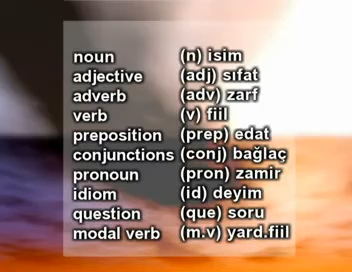 noun (n) isim
adjective (adj) sıfat
adverb (adv) zarf
verb (v) fiil
preposition (prep) edat
conjunctions (conj) bağlaç
pronoun (pron) zamir
idiom (id) deyim
question (que) soru
modal verb (m.v) yard.fiil